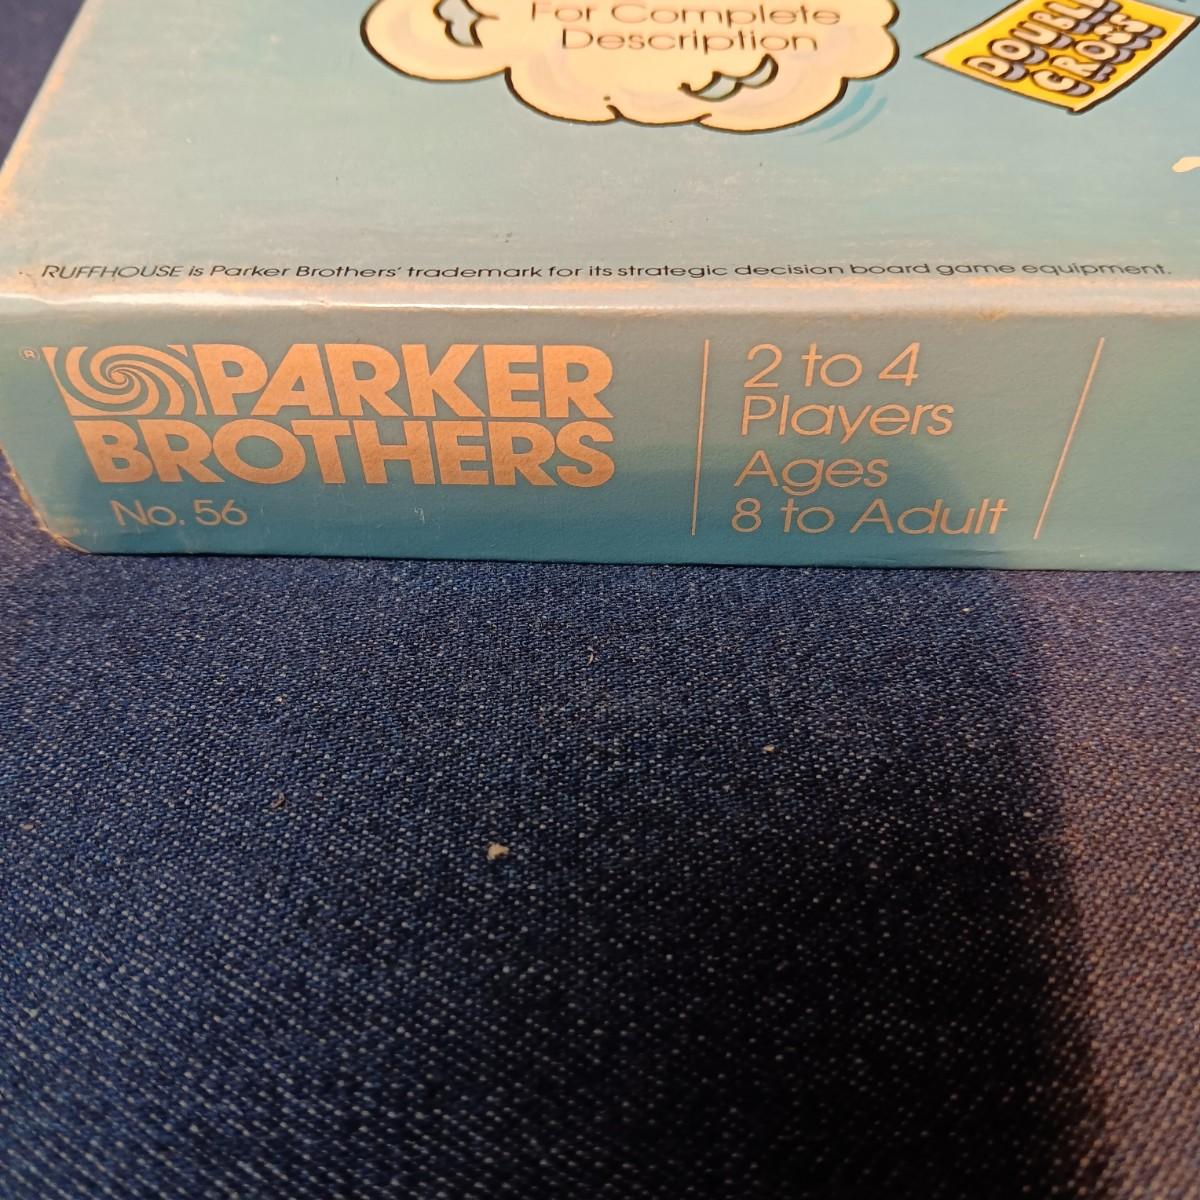 For Complete
Description
DOUBLE
CROSS
RUFFHOUSE is Parker Brothers' trademark for its strategic decision board game equipment.
® PARKER
BROTHERS
No. 56
2 to 4
Players
Ages
8 to Adult